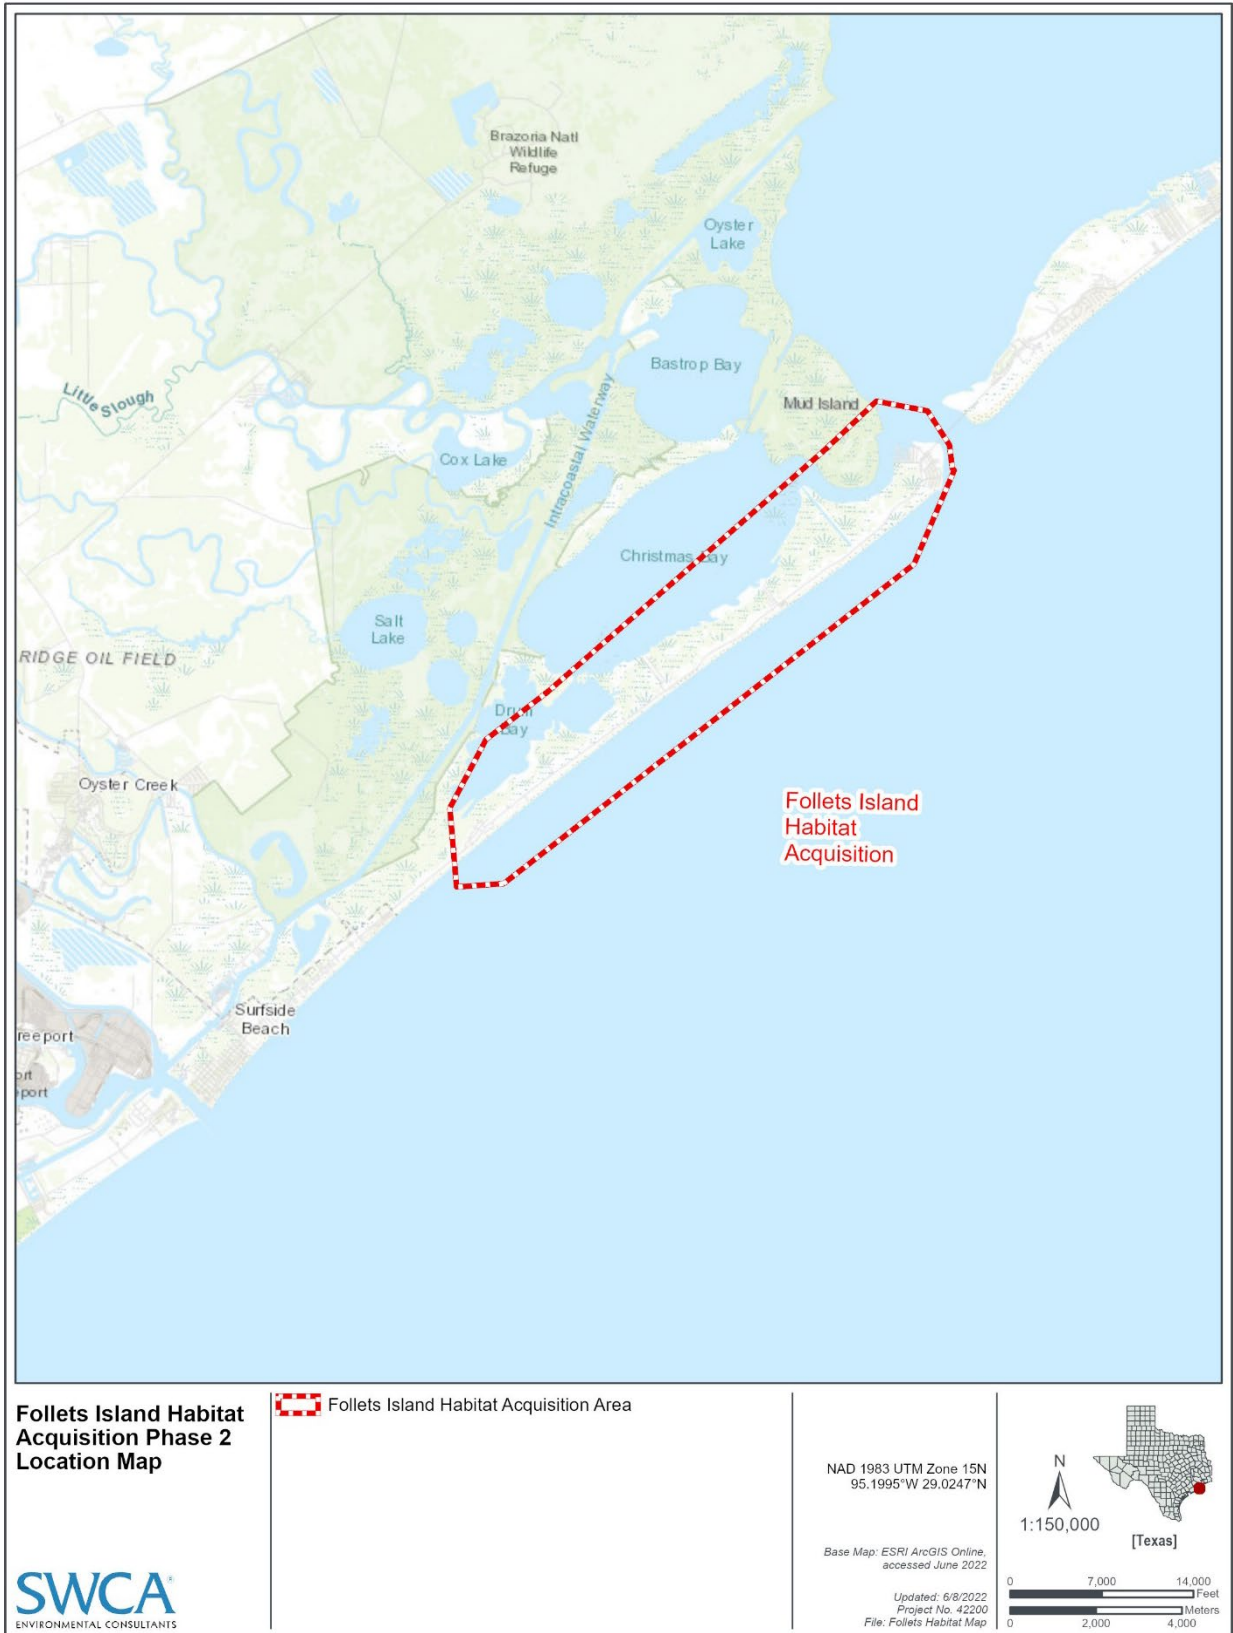 Brazoria Natl
Wildlife
Refuge
Oyster
Lake
Bastrop Bay
Little Slough
Mud Island
Intracoastal Waterway
Cox Lake
Christmas Bay
Salt
Lake
RIDGE OIL FIELD
Drum
Bay
Oyster Creek
Follets Island
Habitat
Acquisition
Surfside
Beach
reeport
ort
eport
Follets Island Habitat
Acquisition Phase 2
Location Map
SWCA
ENVIRONMENTAL CONSULTANTS
Follets Island Habitat Acquisition Area
NAD 1983 UTM Zone 15N
95.1995°W 29.0247°N
Base Map: ESRI ArcGIS Online,
accessed June 2022
Updated: 6/8/2022
Project No. 42200
File: Follets Habitat Map
N
1:150,000
[Texas]
0 7,000 14,000
Feet
Meters
0 2,000 4,000